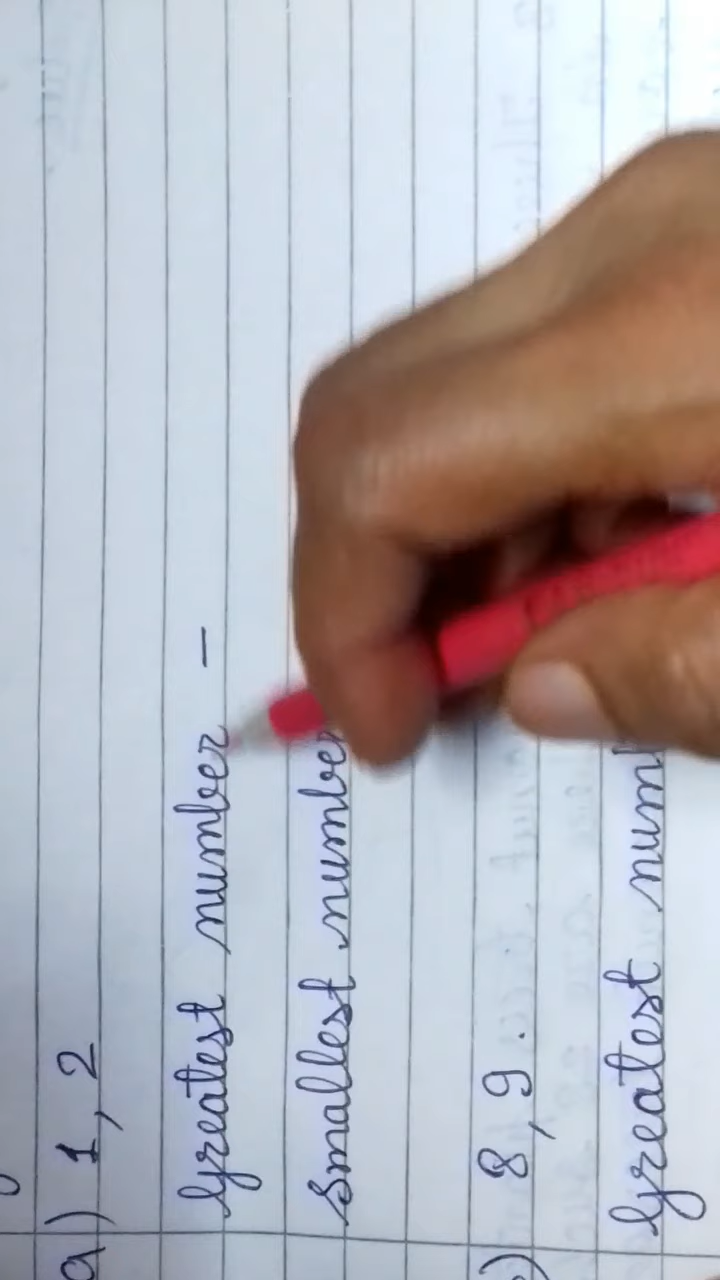 a) 1, 2
Greatest number –
Smallest number
) 8, 9.
Greatest num